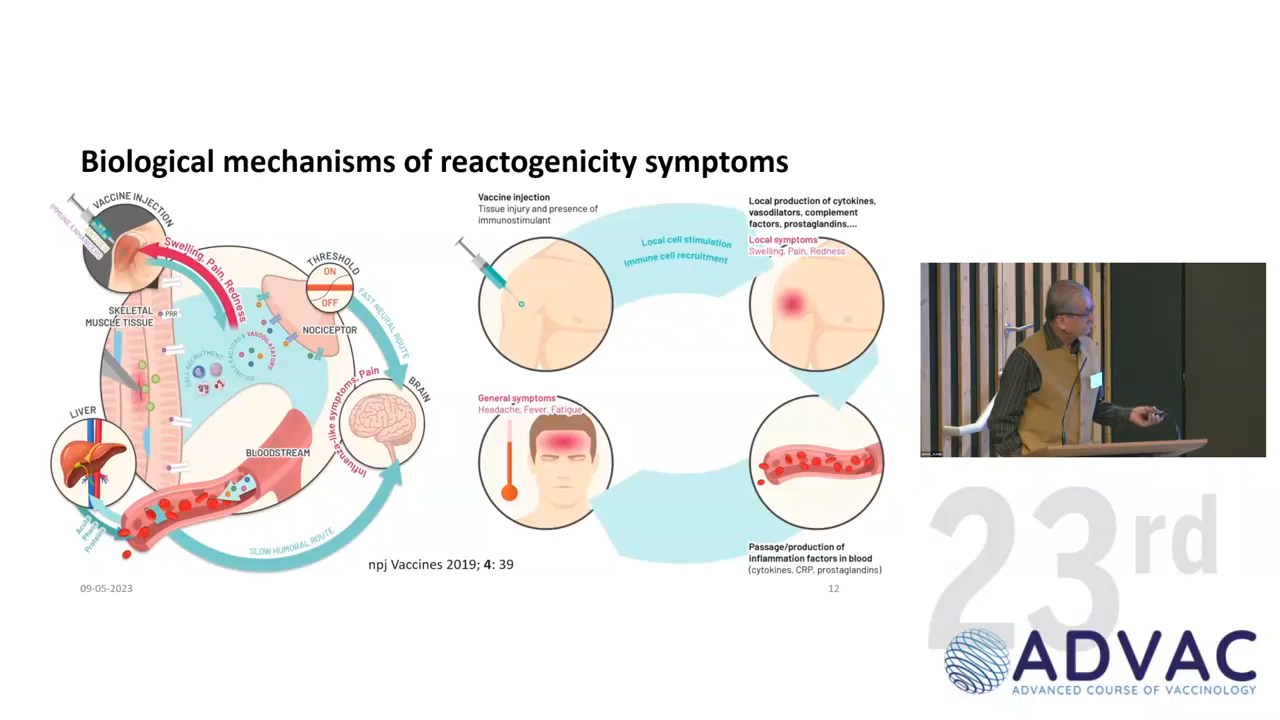 Biological mechanisms of reactogenicity symptoms
VACCINE INJECTION
IMMUNE ENHANCERS
Swelling, Pain, Redness
THRESHOLD
ON
OFF
FAST NEURAL ROUTE
SKELETAL
MUSCLE TISSUE
PRR
NOCICEPTOR
CELL RECRUITMENT
SOLUBLE FACTORS
VASODILATATORS
BRAIN
Influenza-like symptoms, Pain
LIVER
BLOODSTREAM
Acute
Phase
Proteins
SLOW HUMORAL ROUTE
Vaccine injection
Tissue injury and presence of
immunostimulant
Local cell stimulation
Immune cell recruitment
Local production of cytokines,
vasodilators, complement
factors, prostaglandins,...
Local symptoms
Swelling, Pain, Redness
General symptoms
Headache, Fever, Fatigue
Passage/production of
inflammation factors in blood
(cytokines, CRP, prostaglandins)
npj Vaccines 2019; 4: 39
09-05-2023
12
23rd
ADVAC
ADVANCED COURSE OF VACCINOLOGY